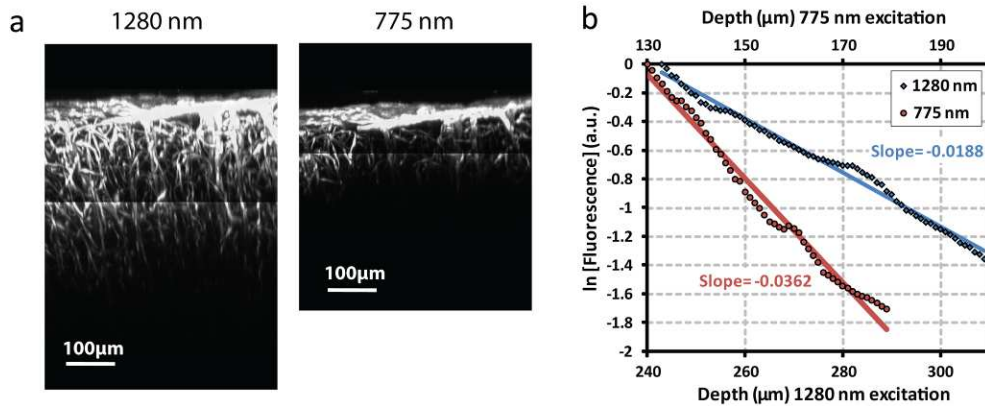 a
1280 nm
775 nm
100µm
100µm
b
Depth (µm) 775 nm excitation
130 150 170 190
0
-0.2
-0.4
-0.6
-0.8
-1
-1.2
-1.4
-1.6
-1.8
-2
ln [Fluorescence] (a.u.)
1280 nm
775 nm
Slope= -0.0188
Slope= -0.0362
240 260 280 300
Depth (µm) 1280 nm excitation